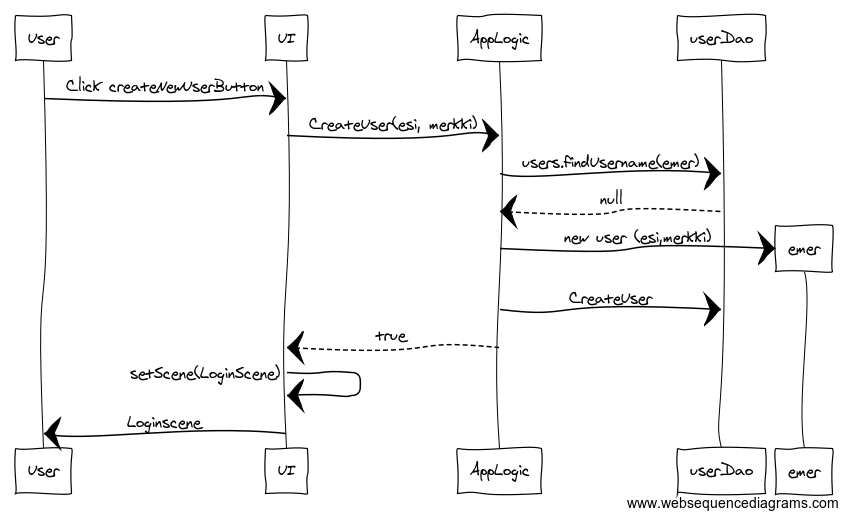 User UI AppLogic userDao
Click createNewUserButton
CreateUser(esi, merkki)
users.findUsername(emer)
null
new user (esi,merkki)
emer
CreateUser
true
setScene(LoginScene)
Loginscene
User UI AppLogic userDao emer
www.websequencediagrams.com